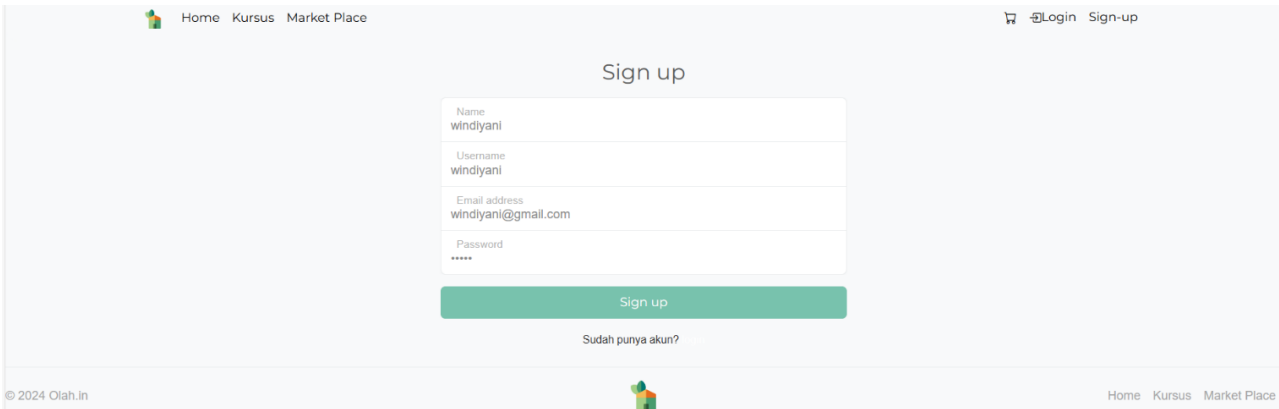 Home Kursus Market Place Login Sign-up
Sign up
Name
windiyani
Username
windiyani
Email address
windiyani@gmail.com
Password
•••••
Sign up
Sudah punya akun?
© 2024 Olah.in Home Kursus Market Place